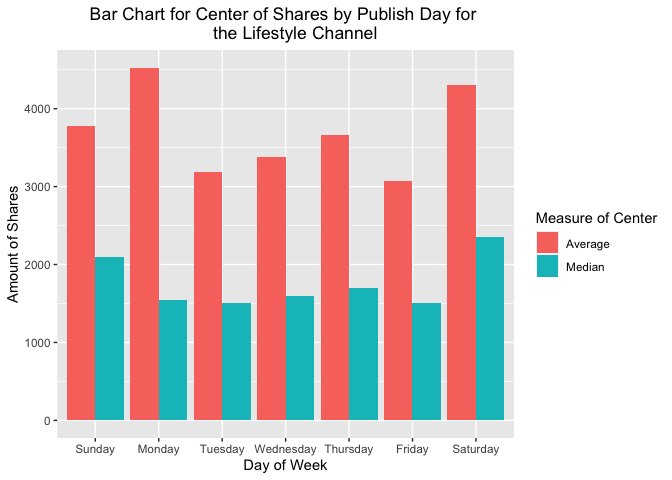 Bar Chart for Center of Shares by Publish Day for
the Lifestyle Channel
Amount of Shares
4000
3000
2000
1000
0
Sunday Monday Tuesday Wednesday Thursday Friday Saturday
Day of Week
Measure of Center
Average
Median